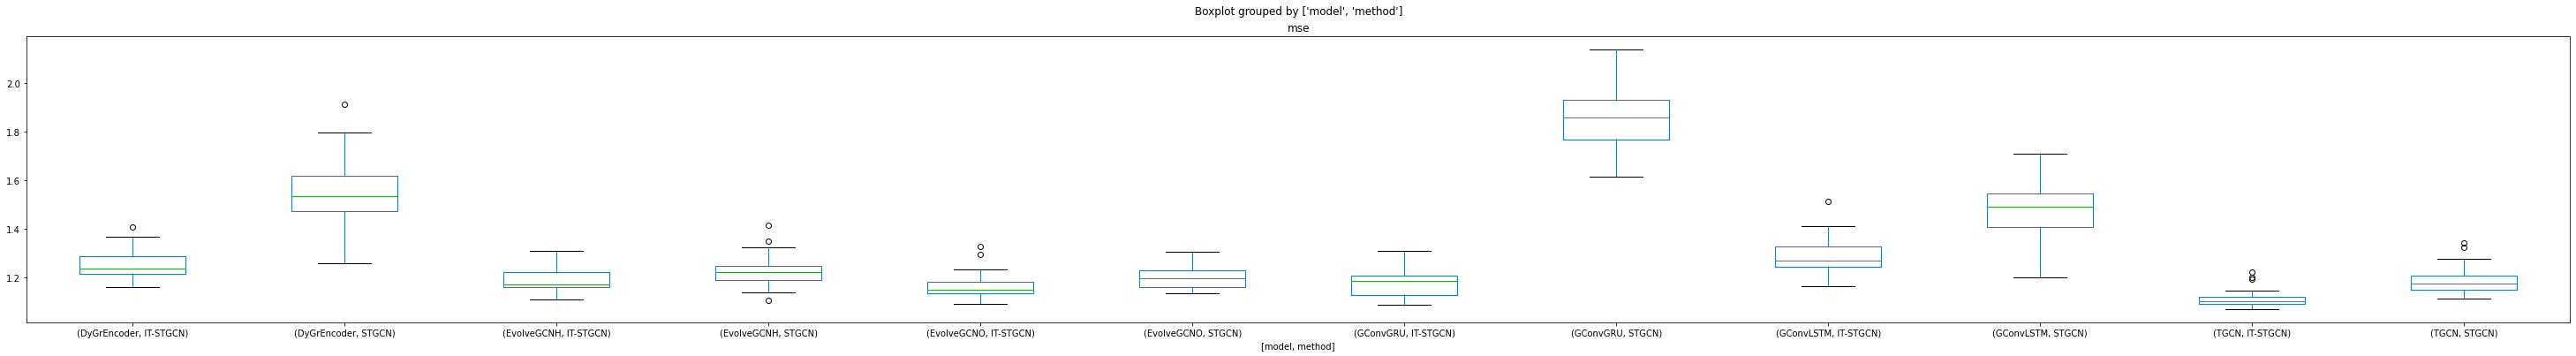 Boxplot grouped by ['model', 'method']
mse
2.0
1.8
1.6
1.4
1.2
(DyGrEncoder, IT-STGCN) (DyGrEncoder, STGCN) (EvolveGCNH, IT-STGCN) (EvolveGCNH, STGCN) (EvolveGCNO, IT-STGCN) (EvolveGCNO, STGCN) (GConvGRU, IT-STGCN) (GConvGRU, STGCN) (GConvLSTM, IT-STGCN) (GConvLSTM, STGCN) (TGCN, IT-STGCN) (TGCN, STGCN)
[model, method]